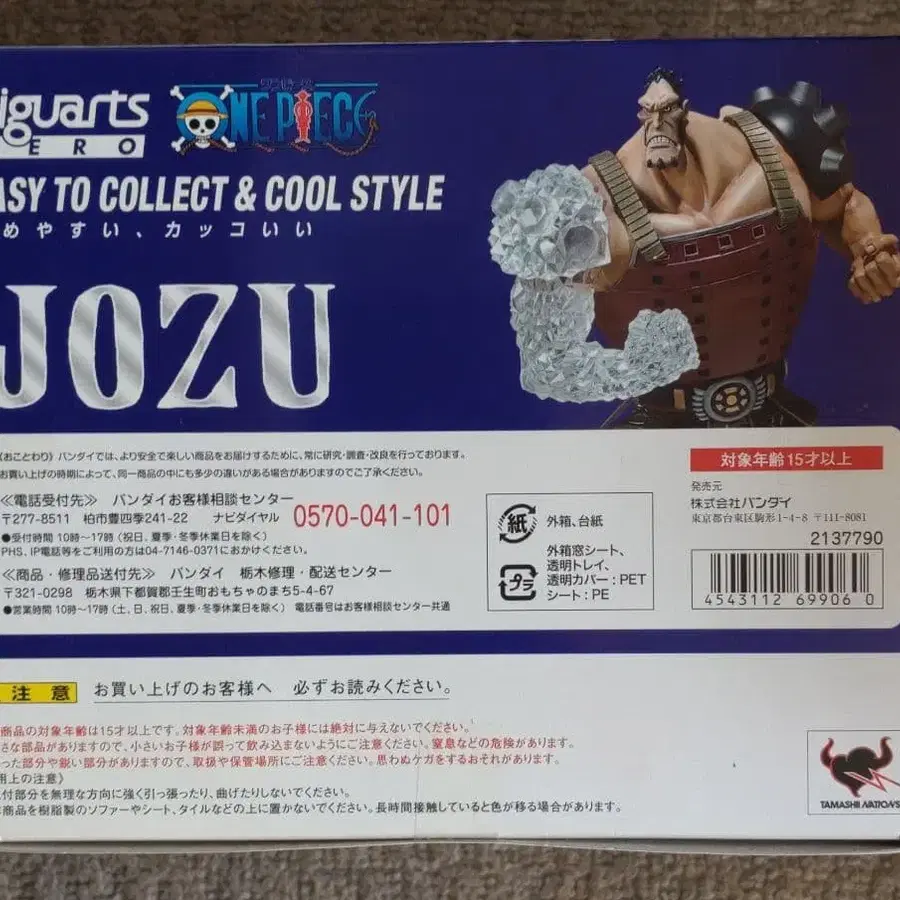 iguarts
ZERO
ワンピース
ONE PIECE
ASY TO COLLECT & COOL STYLE
めやすい、カッコいい
JOZU
《おことわり》バンダイでは、より安全で楽しい商品をお届けするために、常に研究・調査・改良を行っております。
お買い上げの時期によって、同一商品の中にも多少の違いがある場合がありますのでご了承ください。
≪電話受付先≫ バンダイお客様相談センター
〒277-8511 柏市豊四季241-22 ナビダイヤル 0570-041-101
●受付時間 10時〜17時(祝日、夏季・冬季休業日を除く)
PHS、IP電話等をご利用の方は04-7146-0371におかけください。
≪商品・修理品送付先≫ バンダイ 栃木修理・配送センター
〒321-0298 栃木県下都賀郡壬生町おもちゃのまち5-4-67
●営業時間 10時〜17時(土、日、祝日、夏季・冬季休業日を除く) 電話番号はお客様相談センター共通
紙 外箱、台紙
プラ 外箱窓シート、
透明トレイ、
透明カバー:PET
シート:PE
対象年齢15才以上
発売元
株式会社バンダイ
東京都台東区駒形1-4-8 〒111-8081
2137790
4543112 69906 0
注意 お買い上げのお客様へ 必ずお読みください。
商品の対象年齢は15才以上です。対象年齢未満のお子様には絶対に与えないでください。
さな部品がありますので、小さいお子様が誤って飲み込まないようにご注意ください。窒息などの危険があります。
った部分や鋭い部分がありますので、取扱や保管場所にご注意ください。思わぬケガをするおそれがあります。
用上の注意》
付部分を無理な方向に強く引っ張ったり、曲げたりしないでください。
商品を樹脂製のソファーやシート、タイルなどの上に置かないでください。長時間接触していると色が移る場合があります。
TAMASHII NATIONS